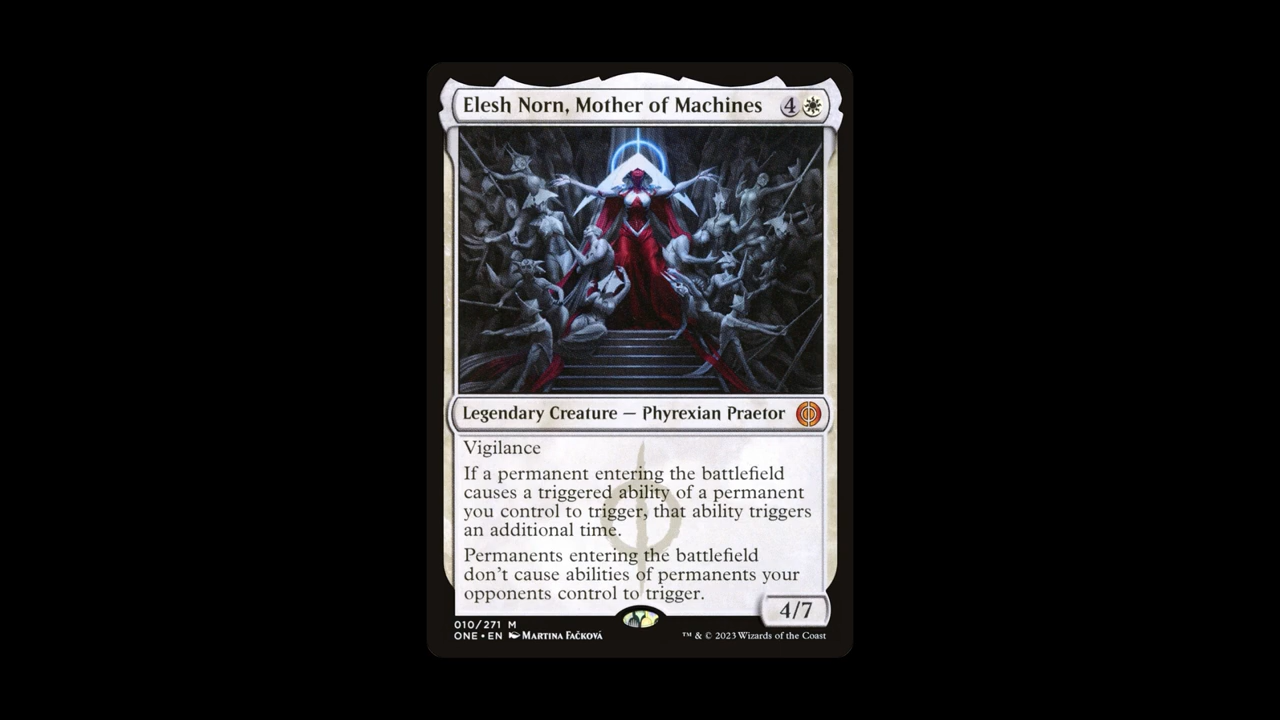 Elesh Norn, Mother of Machines 4
Legendary Creature — Phyrexian Praetor
Vigilance
If a permanent entering the battlefield
causes a triggered ability of a permanent
you control to trigger, that ability triggers
an additional time.
Permanents entering the battlefield
don't cause abilities of permanents your
opponents control to trigger.
4/7
010/271 M
ONE • EN Martina Fačková
™ & © 2023 Wizards of the Coast